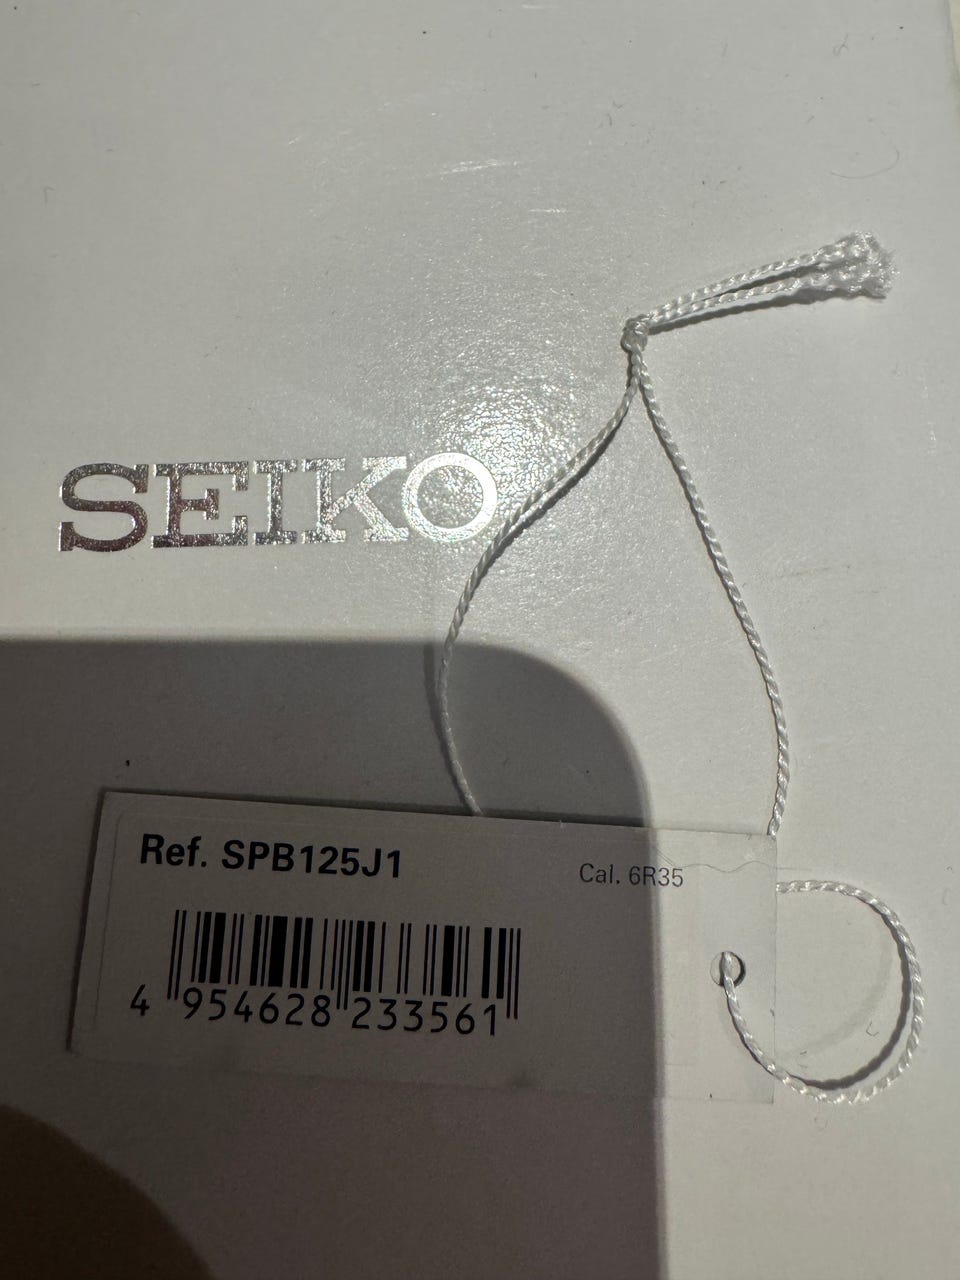 SEIKO
Ref. SPB125J1
Cal. 6R35
4 954628 233561